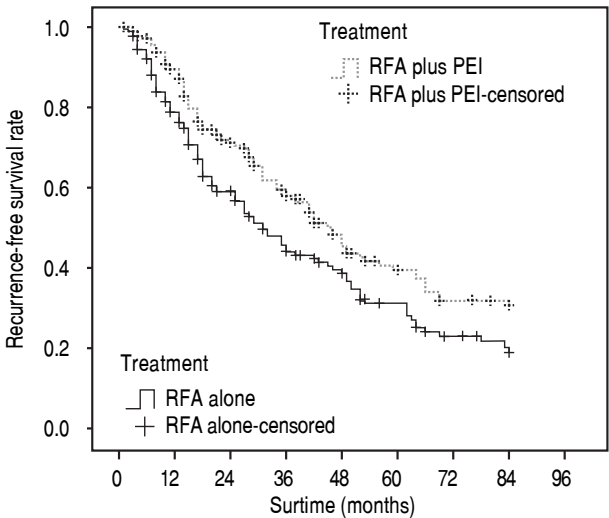 Treatment
RFA plus PEI
RFA plus PEI-censored
1.0
0.8
0.6
0.4
0.2
0.0
Recurrence-free survival rate
Treatment
RFA alone
RFA alone-censored
0 12 24 36 48 60 72 84 96
Surtime (months)